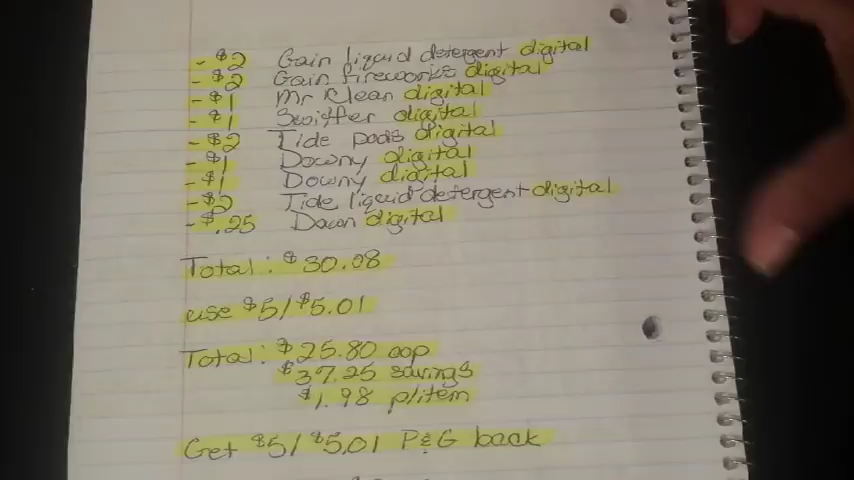 - $2 Gain liquid detergent digital
- $2 Gain fireworks digital
- $1 Mr Clean digital
- $1 Swiffer digital
- $2 Tide pods digital
- $1 Downy digital
- $1 Downy digital
- $2 Tide liquid detergent digital
- $.25 Dawn digital
Total: $30.08
use $5/$5.01
Total: $25.80 oop
$37.25 savings
$1.98 p/item
Get $5/$5.01 P&G back